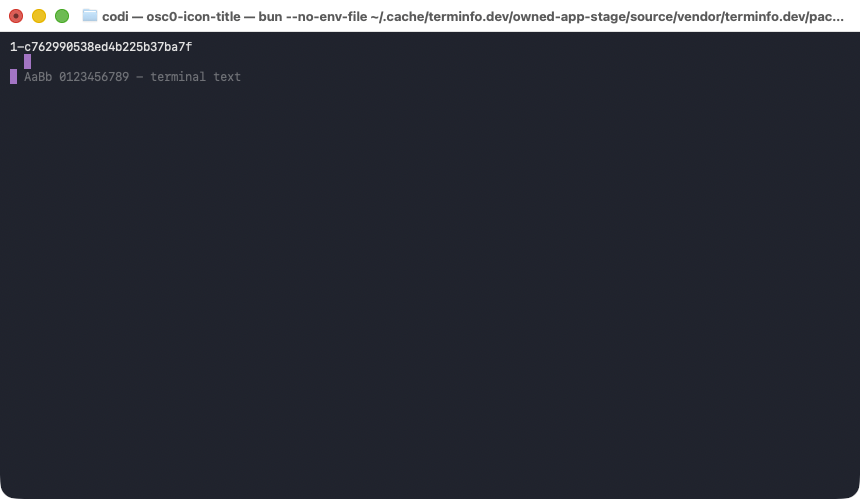 codi — osc0-icon-title — bun --no-env-file ~/.cache/terminfo.dev/owned-app-stage/source/vendor/terminfo.dev/pac...
1—c762990538ed4b225b37ba7f
AaBb 0123456789 — terminal text